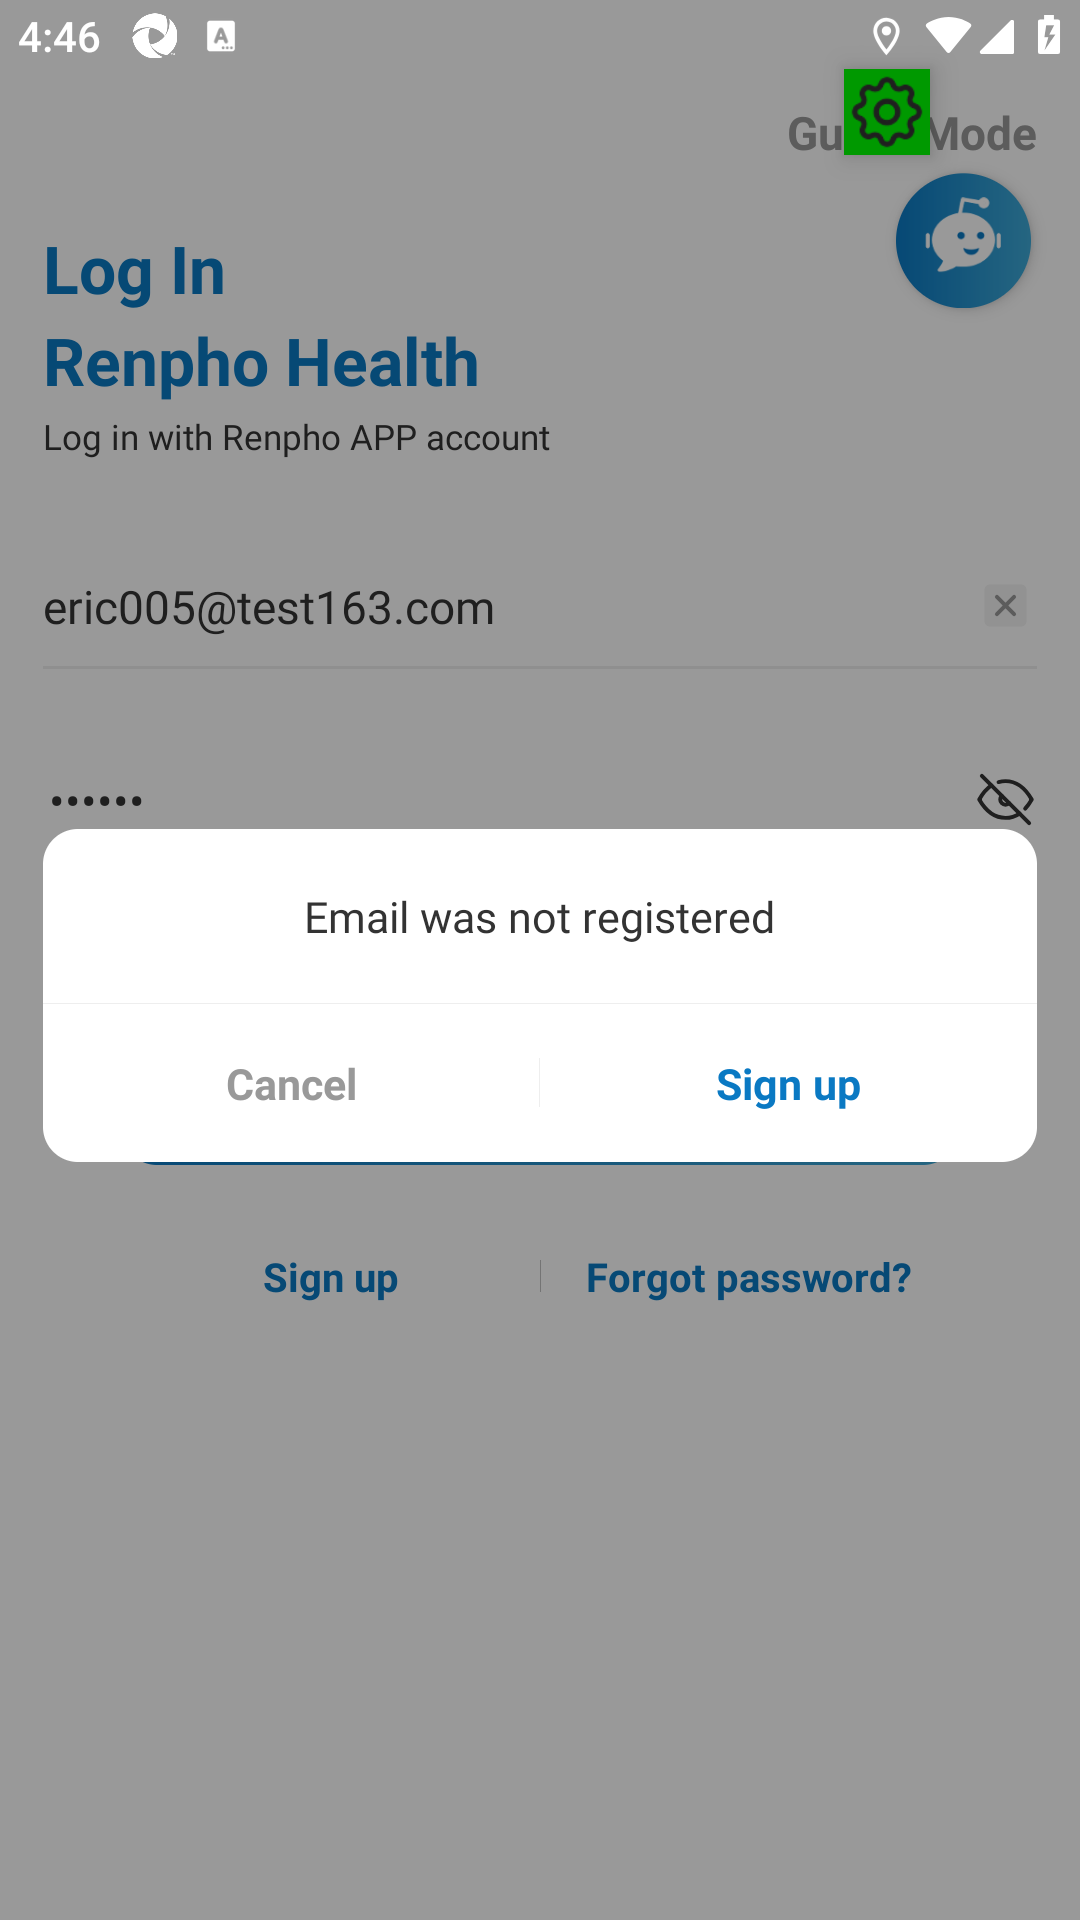 4:46
Gu Mode
Log In
Renpho Health
Log in with Renpho APP account
eric005@test163.com
••••••
Email was not registered
Cancel
Sign up
Sign up
Forgot password?